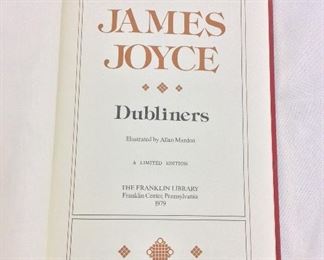 JAMES
JOYCE
Dubliners
Illustrated by Allan Mardon
A LIMITED EDITION
THE FRANKLIN LIBRARY
Franklin Center, Pennsylvania
1979